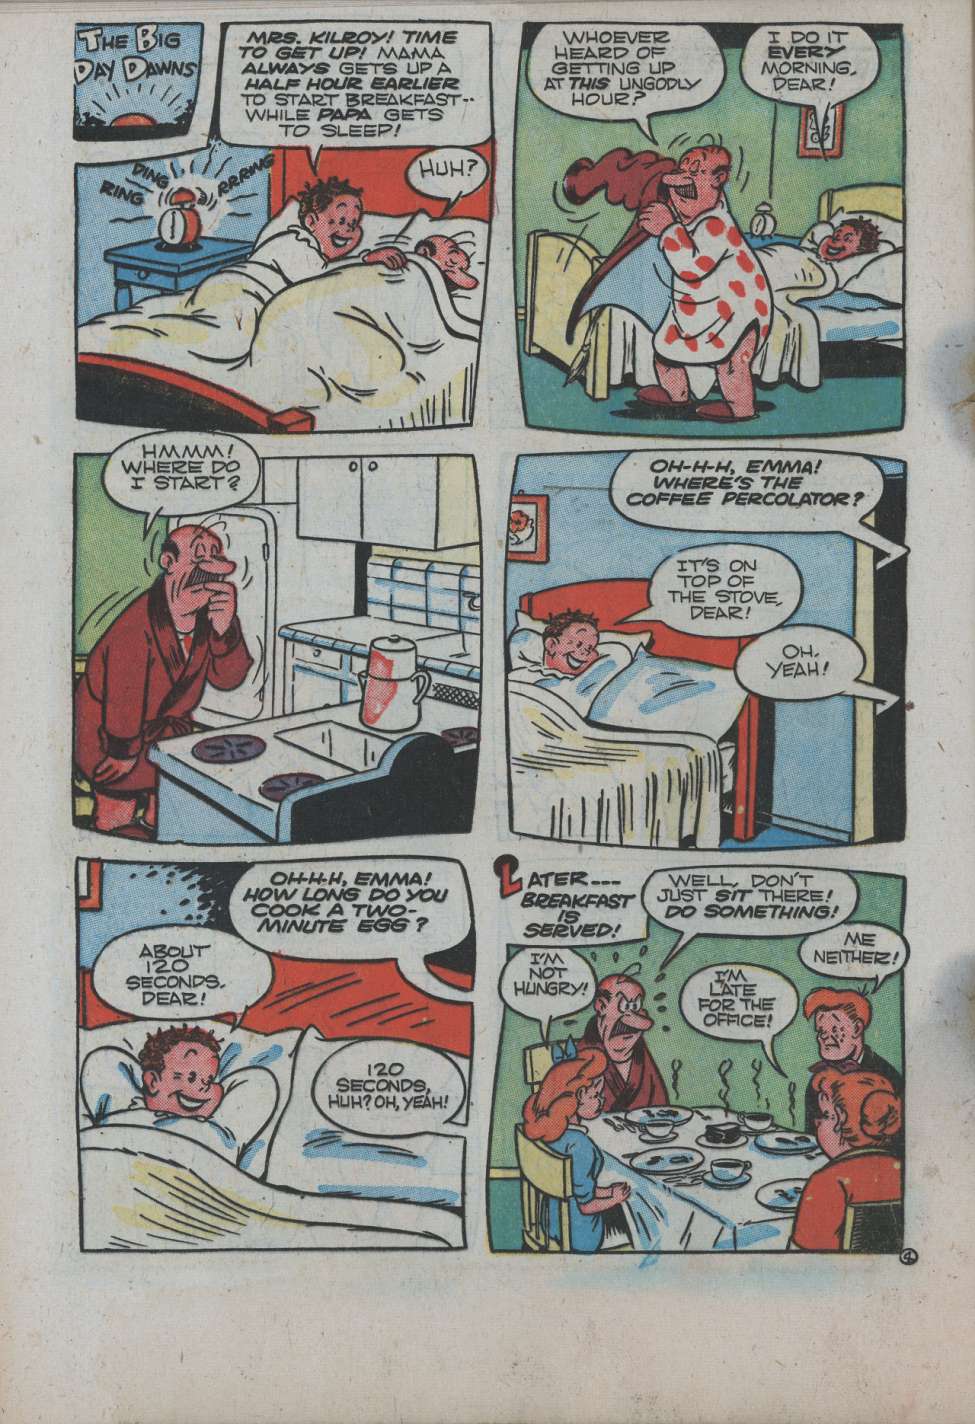 THE BIG
DAY DAWNS
MRS. KILROY! TIME
TO GET UP! MAMA
ALWAYS GETS UP A
HALF HOUR EARLIER
TO START BREAKFAST--
WHILE PAPA GETS
TO SLEEP!
HUH?
RING
DING
RRRING
WHOEVER
HEARD OF
GETTING UP
AT THIS UNGODLY
HOUR?
I DO IT
EVERY
MORNING,
DEAR!
HMMM!
WHERE DO
I START?
OH-H-H, EMMA!
WHERE'S THE
COFFEE PERCOLATOR?
IT'S ON
TOP OF
THE STOVE,
DEAR!
OH,
YEAH!
OH-H-H, EMMA!
HOW LONG DO YOU
COOK A TWO-
MINUTE EGG?
ABOUT
120
SECONDS,
DEAR!
120
SECONDS,
HUH? OH, YEAH!
LATER---
BREAKFAST
IS
SERVED!
WELL, DON'T
JUST SIT THERE!
DO SOMETHING!
I'M
NOT
HUNGRY!
I'M
LATE
FOR THE
OFFICE!
ME
NEITHER!
4